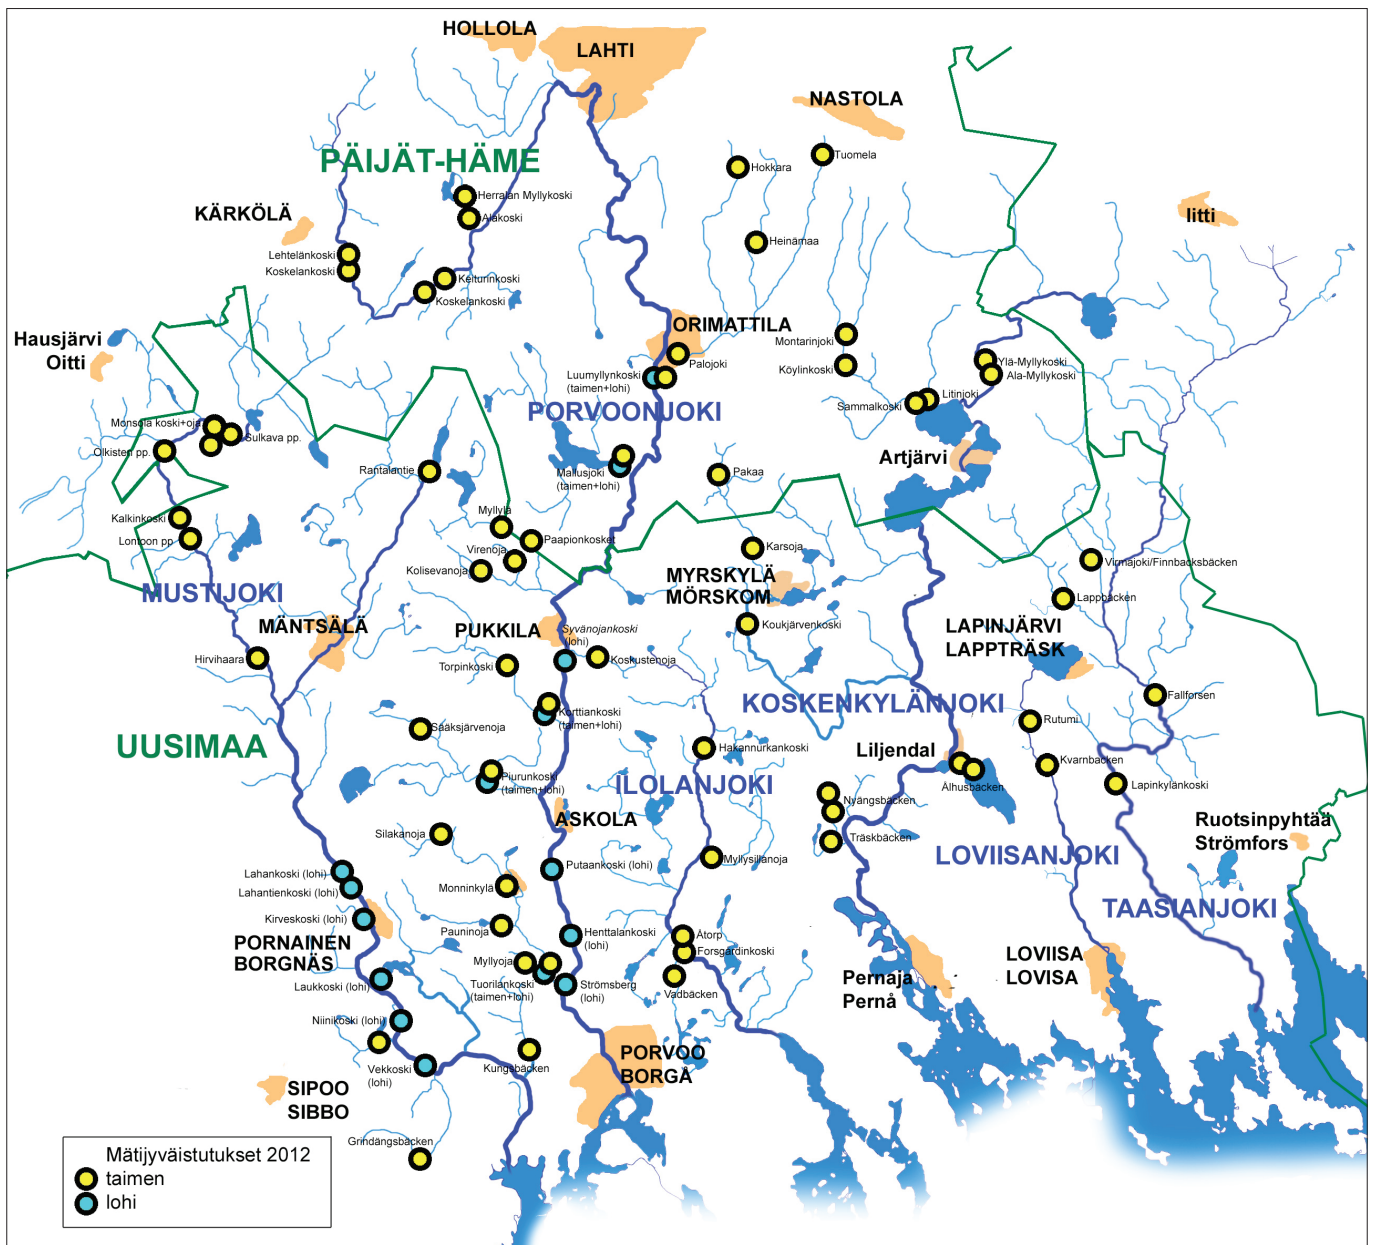 HOLLOLA
LAHTI
NASTOLA
PÄIJÄT-HÄME
Tuomela
Hokkara
Herralan Myllykoski
Alakoski
KÄRKÖLÄ
Iitti
Heinämaa
Lehtelänkoski
Koskelankoski
Keiturinkoski
Koskelankoski
ORIMATTILA
Hausjärvi
Oitti
Montarinjoki
Palojoki
Köylinkoski
Ylä-Myllykoski
Ala-Myllykoski
Luumyllynkoski
(taimen+lohi)
Litinjoki
Sammalkoski
PORVOONJOKI
Monsola koski+oja
Sulkava pp.
Olkisten pp.
Artjärvi
Rantalantie
Mallusjoki
(taimen+lohi)
Pakaa
Kalkinkoski
Lontoon pp
Myllylä
Paapionkosket
Virenoja
Kolisevanoja
Karsoja
Virmajoki/Finnbacksbäcken
MYRSKYLÄ
MÖRSKOM
MUSTIJOKI
Lappbäcken
MÄNTSÄLÄ
PUKKILA
Syvänojankoski
(lohi)
Koukjärvenkoski
LAPINJÄRVI
LAPPTRÄSK
Hirvihaara
Torpinkoski
Koskustenoja
Fallforsen
KOSKENKYLÄNJOKI
Korttiankoski
(taimen+lohi)
Rutumi
Sääksjärvenoja
UUSIMAA
Hakannurkankoski
Liljendal
Kvarnbäcken
Piurunkoski
(taimen+lohi)
ILOLANJOKI
Alhusbäcken
Lapinkylänkoski
Nyängsbäcken
ASKOLA
Ruotsinpyhtää
Strömfors
Silakanoja
Träskbäcken
LOVIISANJOKI
Myllysillanoja
Putaankoski (lohi)
Lahankoski (lohi)
Lahantienkoski (lohi)
Monninkylä
TAASIANJOKI
Kirveskoski (lohi)
Pauninoja
Henttalankoski
(lohi)
Åtorp
Forsgårdinkoski
PORNAINEN
BORGNÄS
LOVIISA
LOVISA
Myllyoja
Pernaja
Pernå
Laukkoski (lohi)
Tuorilankoski
(taimen+lohi)
Strömsberg
(lohi)
Vadbäcken
Niinikoski (lohi)
Vekkoski
(lohi)
Kungsbäcken
PORVOO
BORGÅ
SIPOO
SIBBO
Grindängsbäcken
Mätijyväistutukset 2012
taimen
lohi